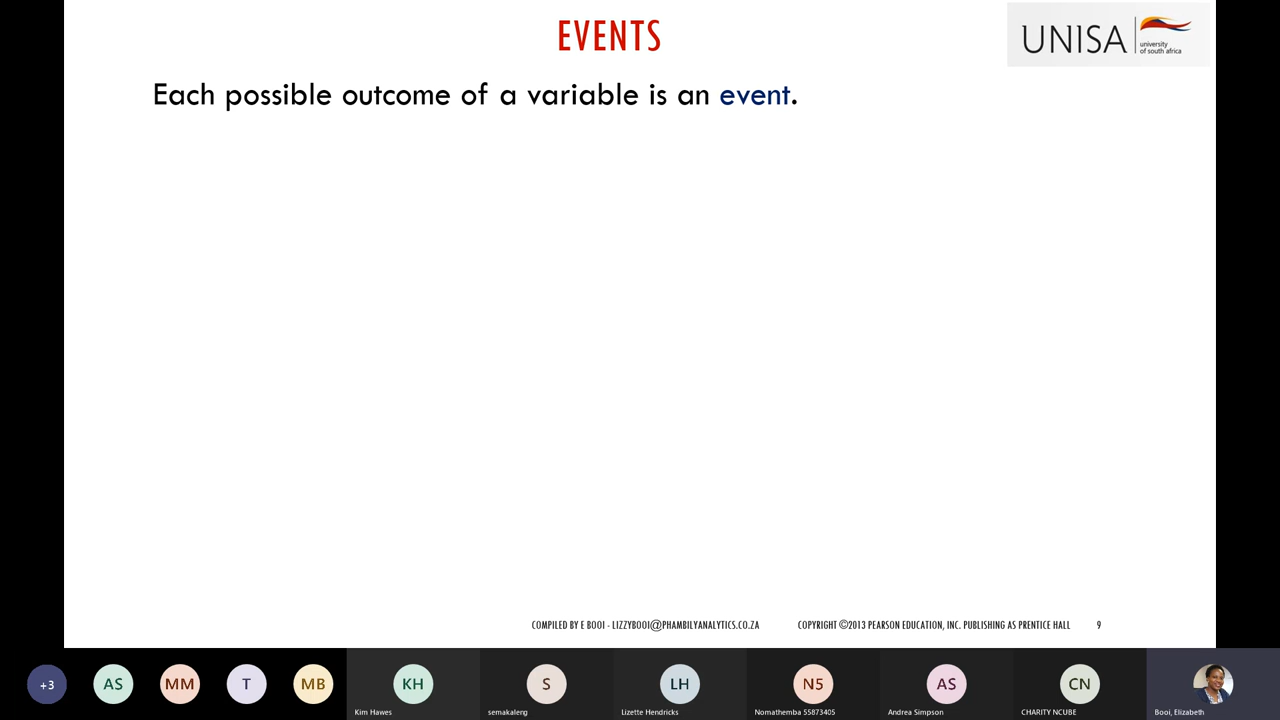 EVENTS
UNISA
university
of south africa
Each possible outcome of a variable is an event.
COMPILED BY E BOOI - LIZZYBOOI@PHAMBILYANALYTICS.CO.ZA
COPYRIGHT ©2013 PEARSON EDUCATION, INC. PUBLISHING AS PRENTICE HALL
9
+3
AS
MM
T
MB
KH
S
LH
N5
AS
CN
Kim Hawes
semakaleng
Lizette Hendricks
Nomathemba 55873405
Andrea Simpson
CHARITY NCUBE
Booi, Elizabeth